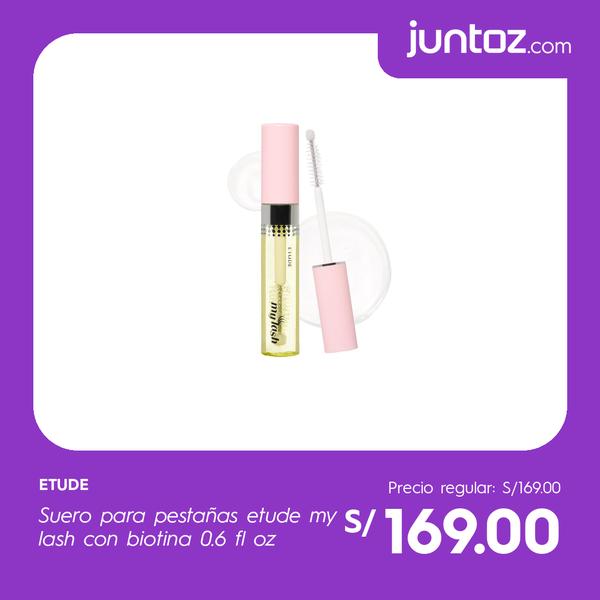 juntoz.com
ETUDE
my lash
ETUDE
Suero para pestañas etude my
lash con biotina 0.6 fl oz
Precio regular: S/169.00
S/ 169.00